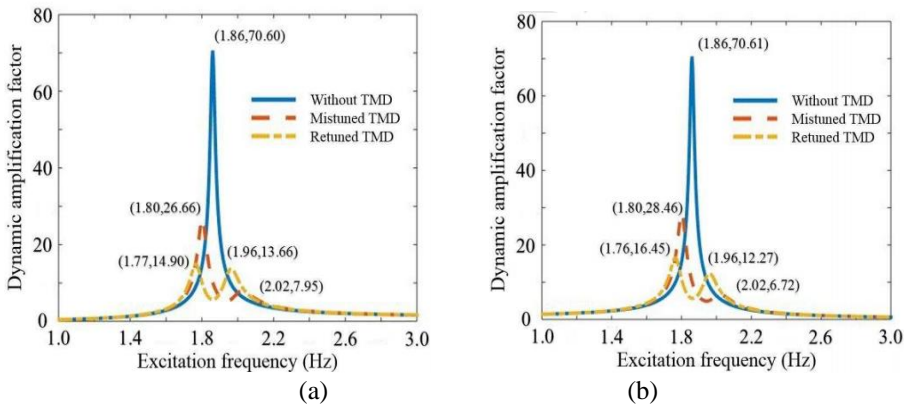 80
(1.86,70.60)
60
Without TMD
Mistuned TMD
Retuned TMD
40
(1.80,26.66)
20
(1.96,13.66)
(1.77,14.90)
(2.02,7.95)
0
1.0 1.4 1.8 2.2 2.6 3.0
Dynamic amplification factor
Excitation frequency (Hz)
(a)
80
(1.86,70.61)
70
60
Without TMD
50
Mistuned TMD
Retuned TMD
40
30
(1.80,28.46)
20
(1.76,16.45)
(1.96,12.27)
10
(2.02,6.72)
0
1.0 1.4 1.8 2.2 2.6 3.0
Dynamic amplification factor
Excitation frequency (Hz)
(b)